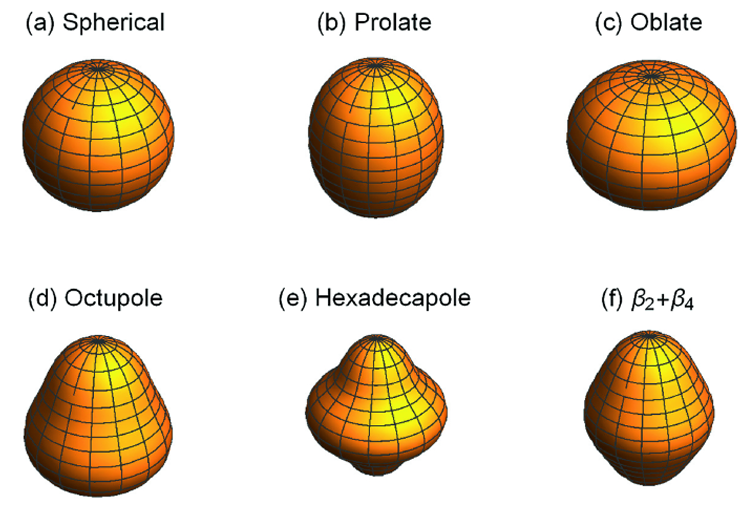 (a) Spherical
(b) Prolate
(c) Oblate
(d) Octupole
(e) Hexadecapole
(f) β₂+β₄